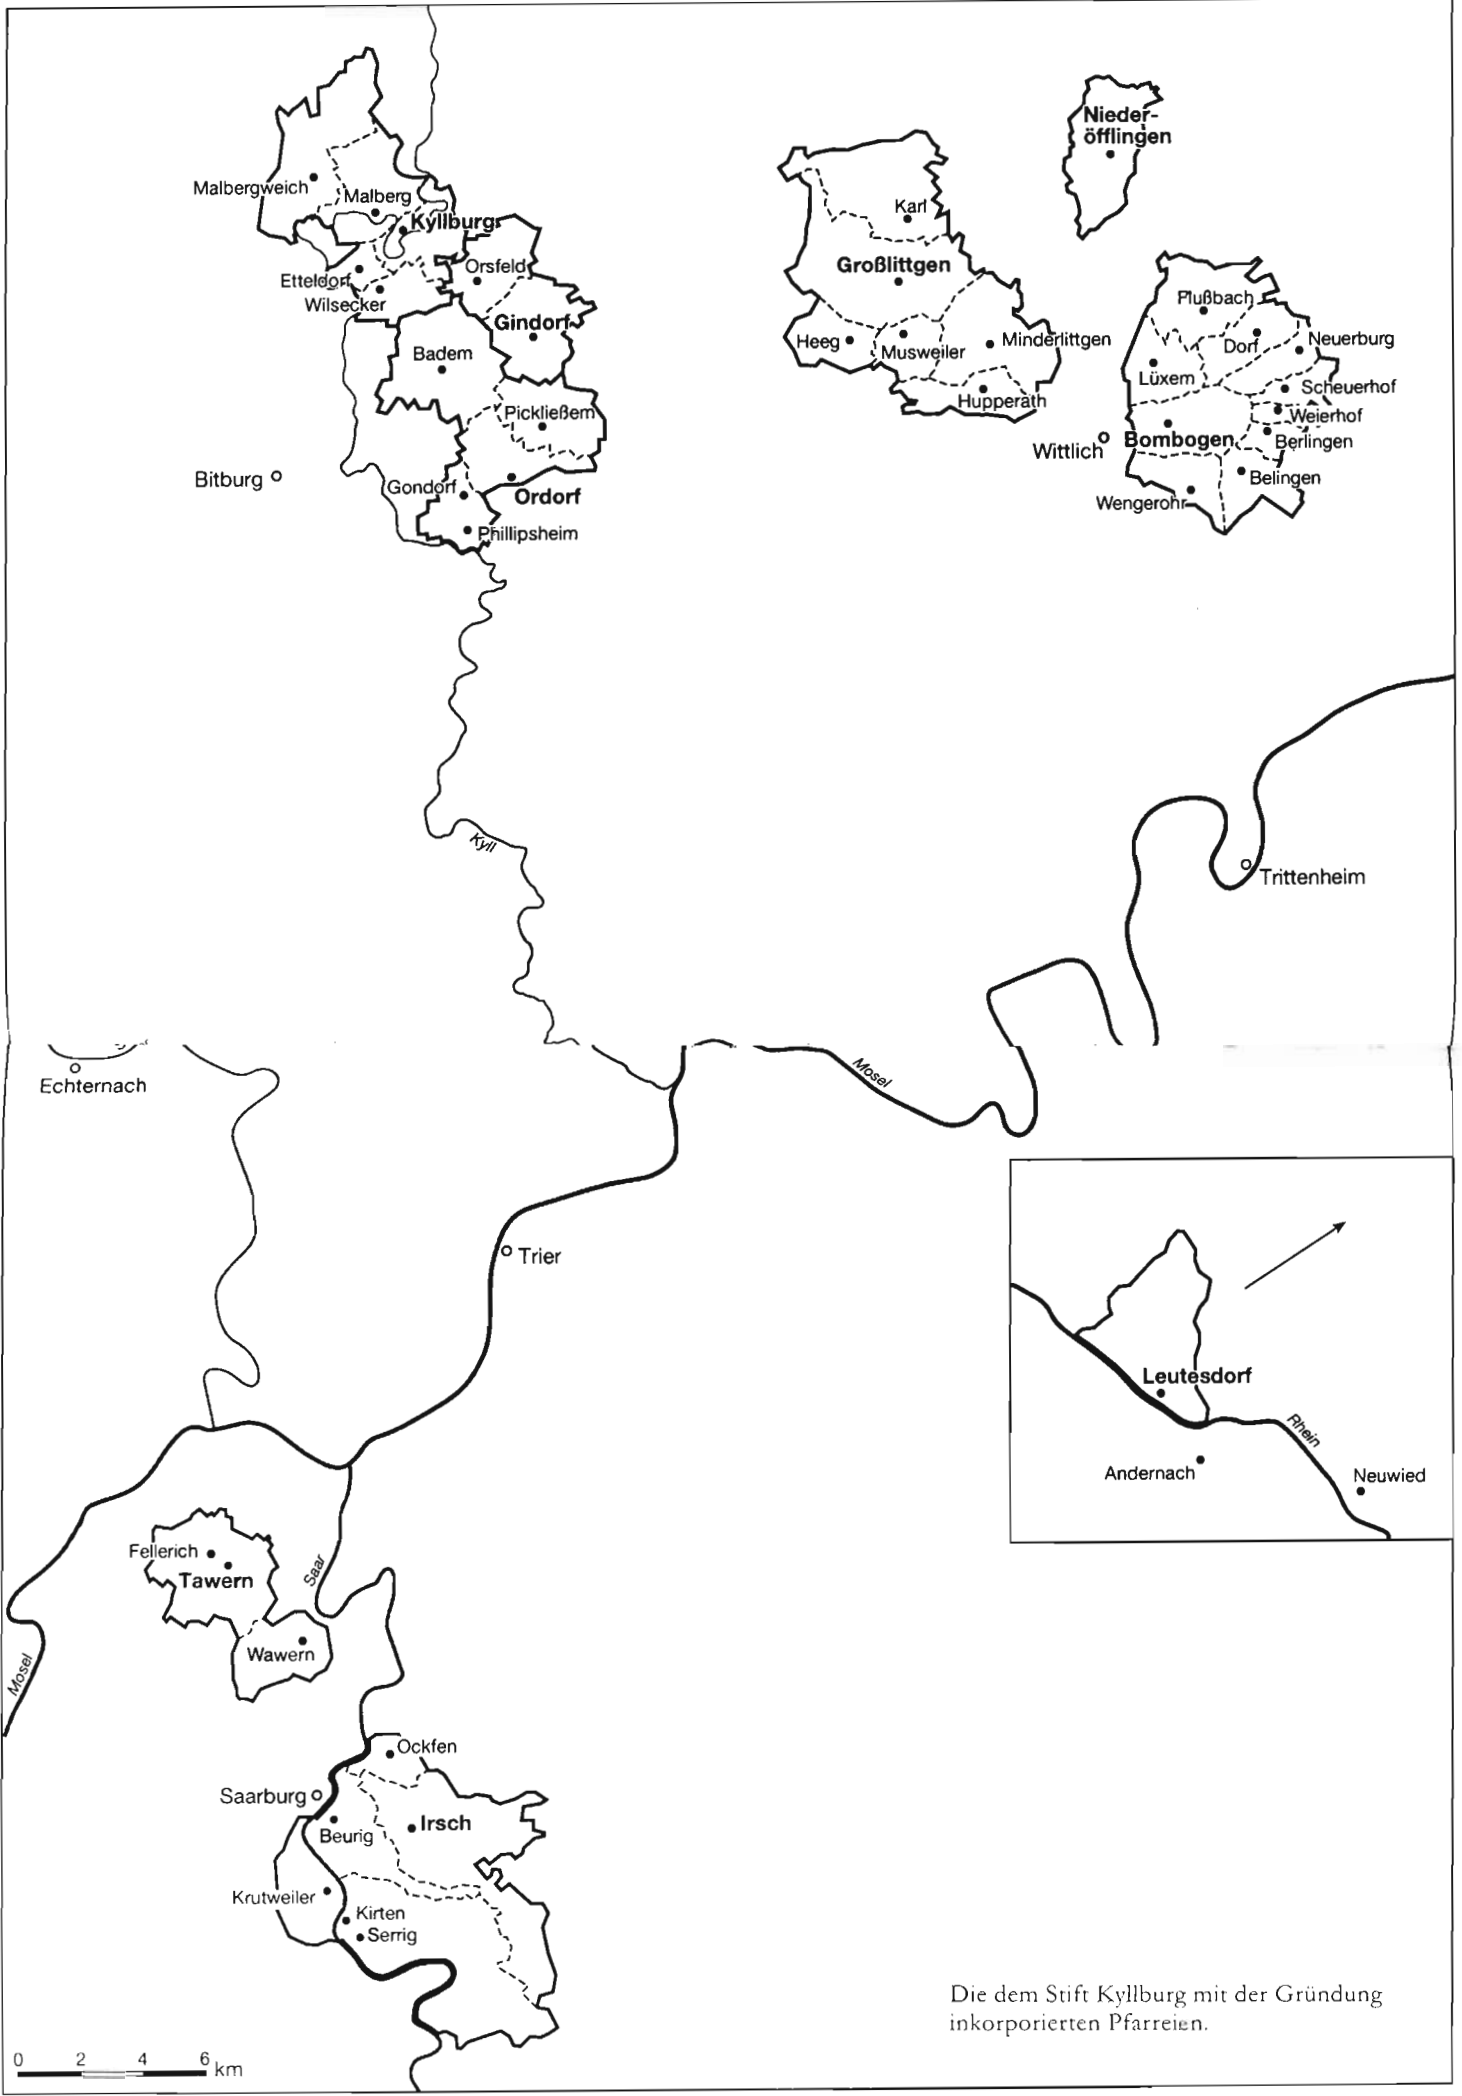 Nieder-
öfflingen
Malbergweich
Malberg
Kyllburg
Karl
Etteldorf
Orsfeld
Großlittgen
Wilsecker
Gindorf
Plußbach
Badem
Heeg
Musweiler
Minderlittgen
Dorf
Neuerburg
Lüxem
Scheuerhof
Hupperath
Pickließem
Weierhof
Wittlich
Bombogen
Berlingen
Bitburg
Gondorf
Ordorf
Belingen
Wengerohr
Phillipsheim
Kyll
Trittenheim
Echternach
Mosel
Trier
Leutesdorf
Rhein
Andernach
Neuwied
Fellerich
Tawern
Saar
Wawern
Mosel
Ockfen
Saarburg
Beurig
Irsch
Krutweiler
Kirten
Serrig
Die dem Stift Kyllburg mit der Gründung
inkorporierten Pfarreien.
0 2 4 6 km